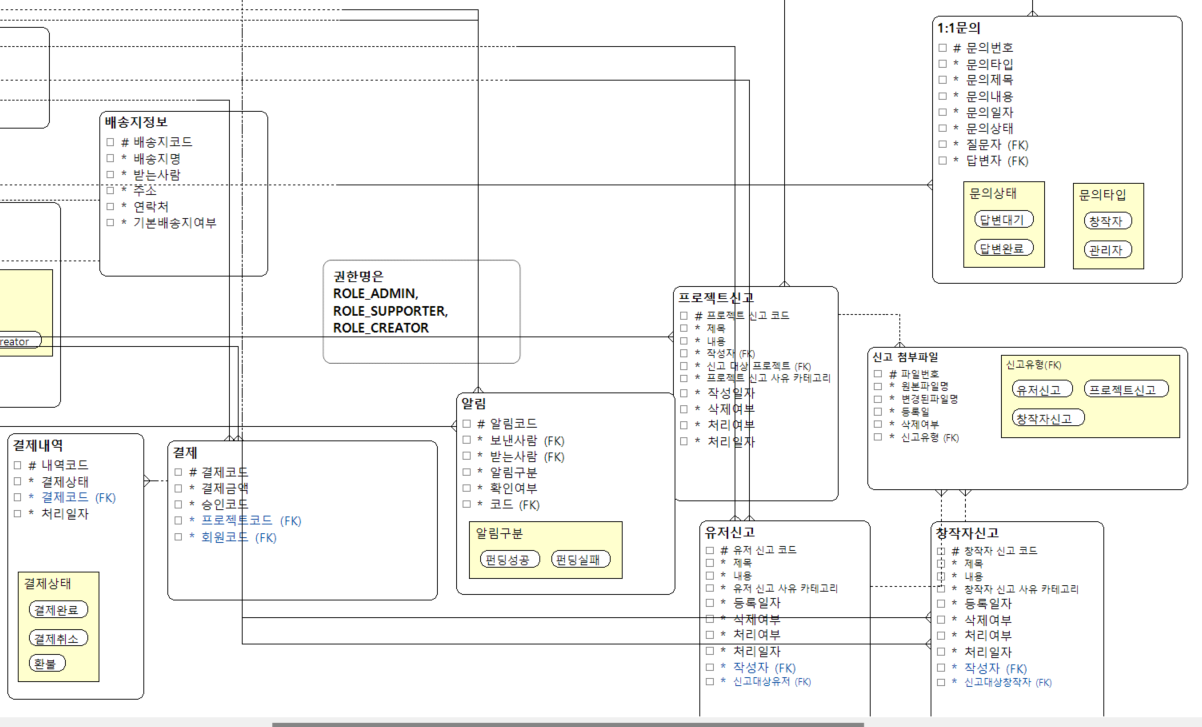 1:1문의
# 문의번호
* 문의타입
* 문의제목
* 문의내용
* 문의일자
* 문의상태
* 질문자 (FK)
* 답변자 (FK)
문의상태
답변대기
답변완료
문의타입
창작자
관리자
배송지정보
# 배송지코드
* 배송지명
* 받는사람
* 주소
* 연락처
* 기본배송지여부
권한명은
ROLE_ADMIN,
ROLE_SUPPORTER,
ROLE_CREATOR
reator
프로젝트신고
# 프로젝트 신고 코드
* 제목
* 내용
* 작성자 (FK)
* 신고 대상 프로젝트 (FK)
* 프로젝트 신고 사유 카테고리
* 작성일자
* 삭제여부
* 처리여부
* 처리일자
신고 첨부파일
# 파일번호
* 원본파일명
* 변경된파일명
* 등록일
* 삭제여부
* 신고유형 (FK)
신고유형(FK)
유저신고
프로젝트신고
창작자신고
알림
# 알림코드
* 보낸사람 (FK)
* 받는사람 (FK)
* 알림구분
* 확인여부
* 코드 (FK)
알림구분
펀딩성공
펀딩실패
결제내역
# 내역코드
* 결제상태
* 결제코드 (FK)
* 처리일자
결제상태
결제완료
결제취소
환불
결제
# 결제코드
* 결제금액
* 승인코드
* 프로젝트코드 (FK)
* 회원코드 (FK)
유저신고
# 유저 신고 코드
* 제목
* 내용
* 유저 신고 사유 카테고리
* 등록일자
* 삭제여부
* 처리여부
* 처리일자
* 작성자 (FK)
* 신고대상유저 (FK)
창작자신고
# 창작자 신고 코드
* 제목
* 내용
* 창작자 신고 사유 카테고리
* 등록일자
* 삭제여부
* 처리여부
* 처리일자
* 작성자 (FK)
* 신고대상창작자 (FK)